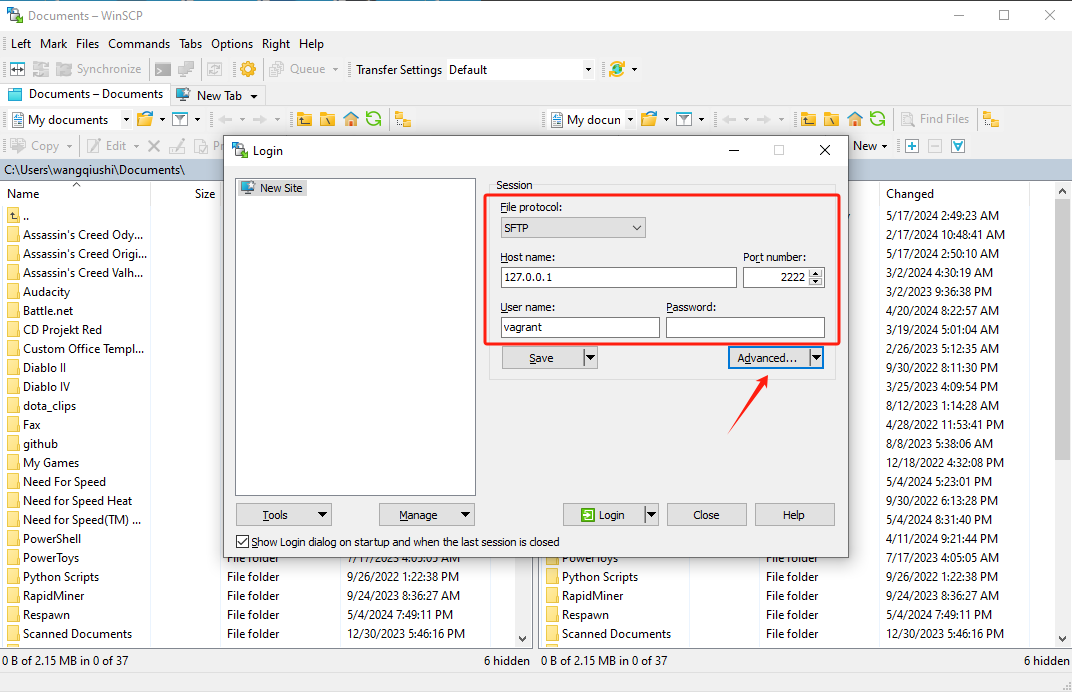 Documents – WinSCP
Left Mark Files Commands Tabs Options Right Help
Synchronize Queue Transfer Settings Default
Documents – Documents New Tab
My documents My docun Find Files
Copy Edit New
C:\Users\wangqiushi\Documents\
Name Size Changed
..
Assassin's Creed Ody...
Assassin's Creed Origi...
Assassin's Creed Valh...
Audacity
Battle.net
CD Projekt Red
Custom Office Templ...
Diablo II
Diablo IV
dota_clips
Fax
github
My Games
Need For Speed
Need for Speed Heat
Need for Speed(TM) ...
PowerShell
PowerToys File folder 7/17/2023 4:05:05 AM
Python Scripts File folder 9/26/2022 1:22:38 PM
RapidMiner File folder 9/24/2023 8:36:27 AM
Respawn File folder 5/4/2024 7:49:11 PM
Scanned Documents File folder 12/30/2023 5:46:16 PM
Login
New Site
Session
File protocol:
SFTP
Host name: Port number:
127.0.0.1 2222
User name: Password:
vagrant
Save Advanced...
Tools Manage Login Close Help
Show Login dialog on startup and when the last session is closed
5/17/2024 2:49:23 AM
2/17/2024 10:48:41 AM
5/17/2024 2:50:10 AM
3/2/2024 4:30:19 AM
3/2/2023 9:36:38 PM
4/20/2024 8:22:57 AM
3/19/2024 5:01:04 AM
2/26/2023 5:12:35 AM
9/30/2022 8:11:30 PM
3/25/2023 4:09:54 PM
8/12/2023 1:14:28 AM
4/28/2022 11:53:41 PM
8/8/2023 5:38:06 AM
12/18/2022 4:32:08 PM
5/4/2024 5:23:01 PM
9/30/2022 6:13:28 PM
5/4/2024 8:31:40 PM
4/11/2024 9:21:44 PM
PowerToys File folder 7/17/2023 4:05:05 AM
Python Scripts File folder 9/26/2022 1:22:38 PM
RapidMiner File folder 9/24/2023 8:36:27 AM
Respawn File folder 5/4/2024 7:49:11 PM
Scanned Documents File folder 12/30/2023 5:46:16 PM
0 B of 2.15 MB in 0 of 37 6 hidden
0 B of 2.15 MB in 0 of 37 6 hidden